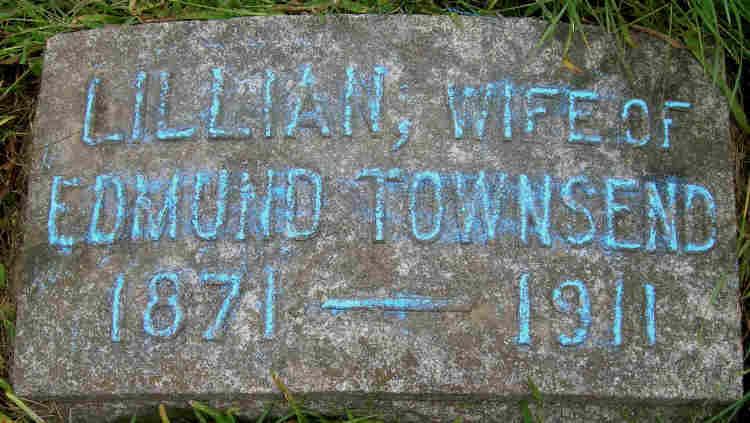 LILLIAN, WIFE OF
EDMUND TOWNSEND
1871 — 1911